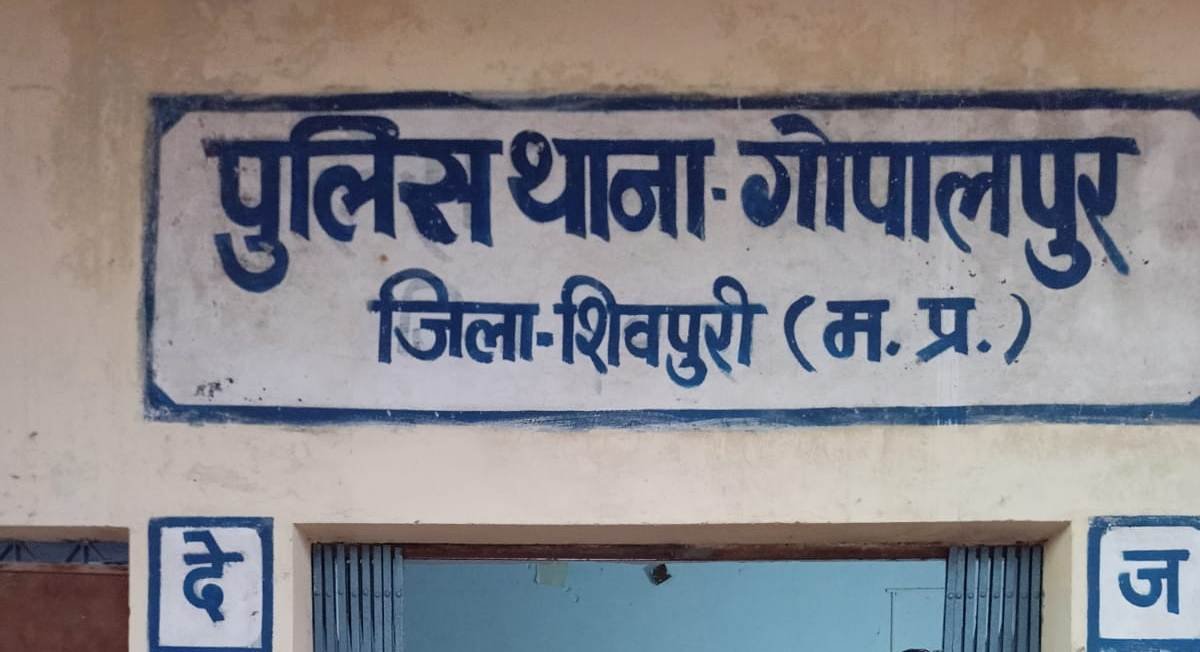 पुलिस थाना-गोपालपुर
जिला-शिवपुरी (म. प्र.)
दे
ज